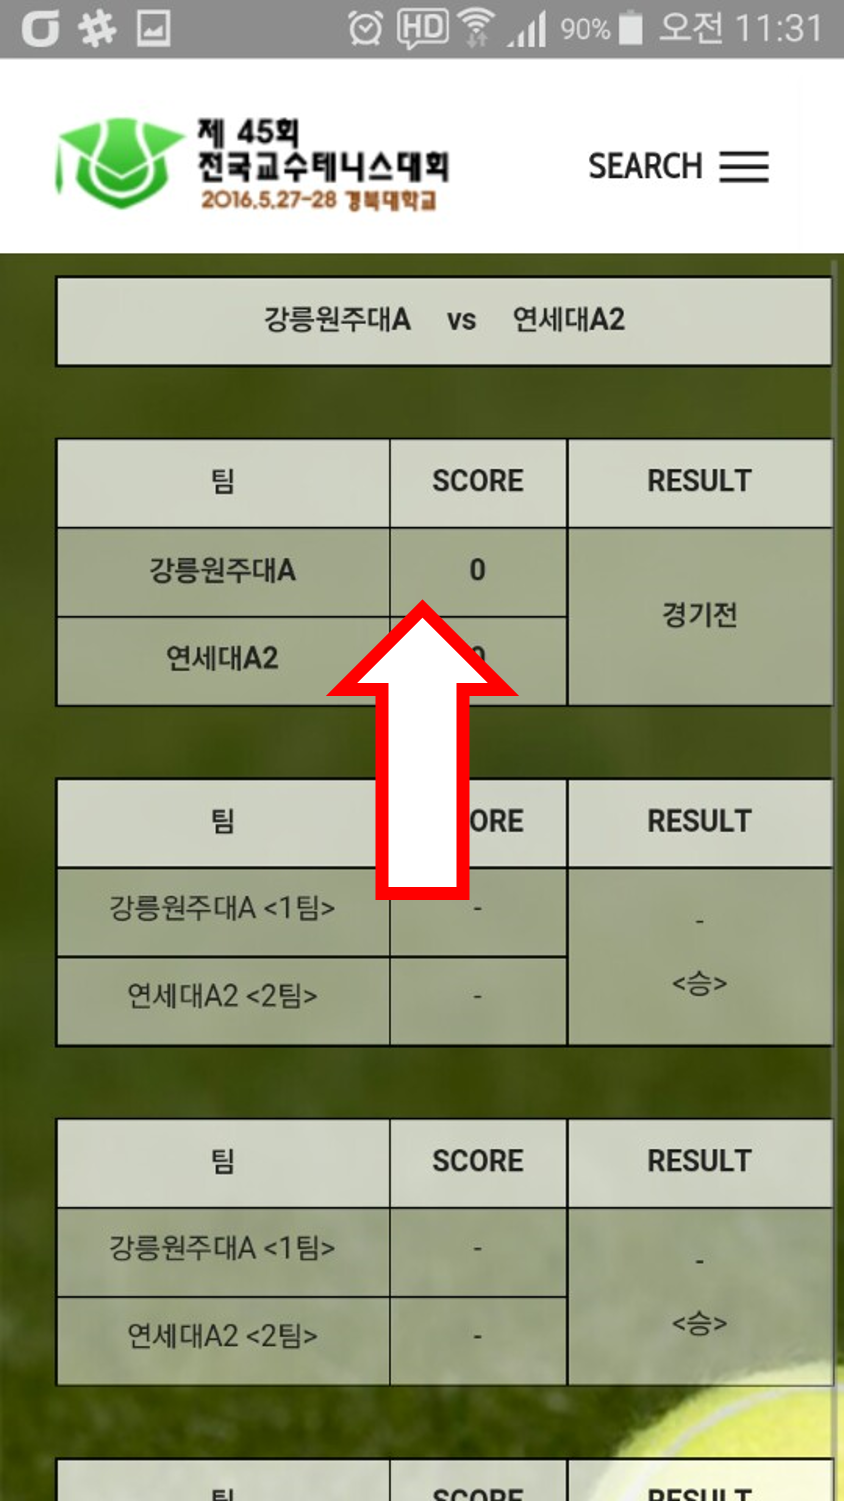 HD 90% 오전 11:31
제 45회
전국교수테니스대회
2016.5.27-28 경북대학교
SEARCH
강릉원주대A vs 연세대A2
팀 SCORE RESULT
강릉원주대A 0
경기전
연세대A2
팀 ORE RESULT
강릉원주대A <1팀> -
-
연세대A2 <2팀> -
<승>
팀 SCORE RESULT
강릉원주대A <1팀> -
-
<승>
연세대A2 <2팀> -
팀 SCORE RESULT